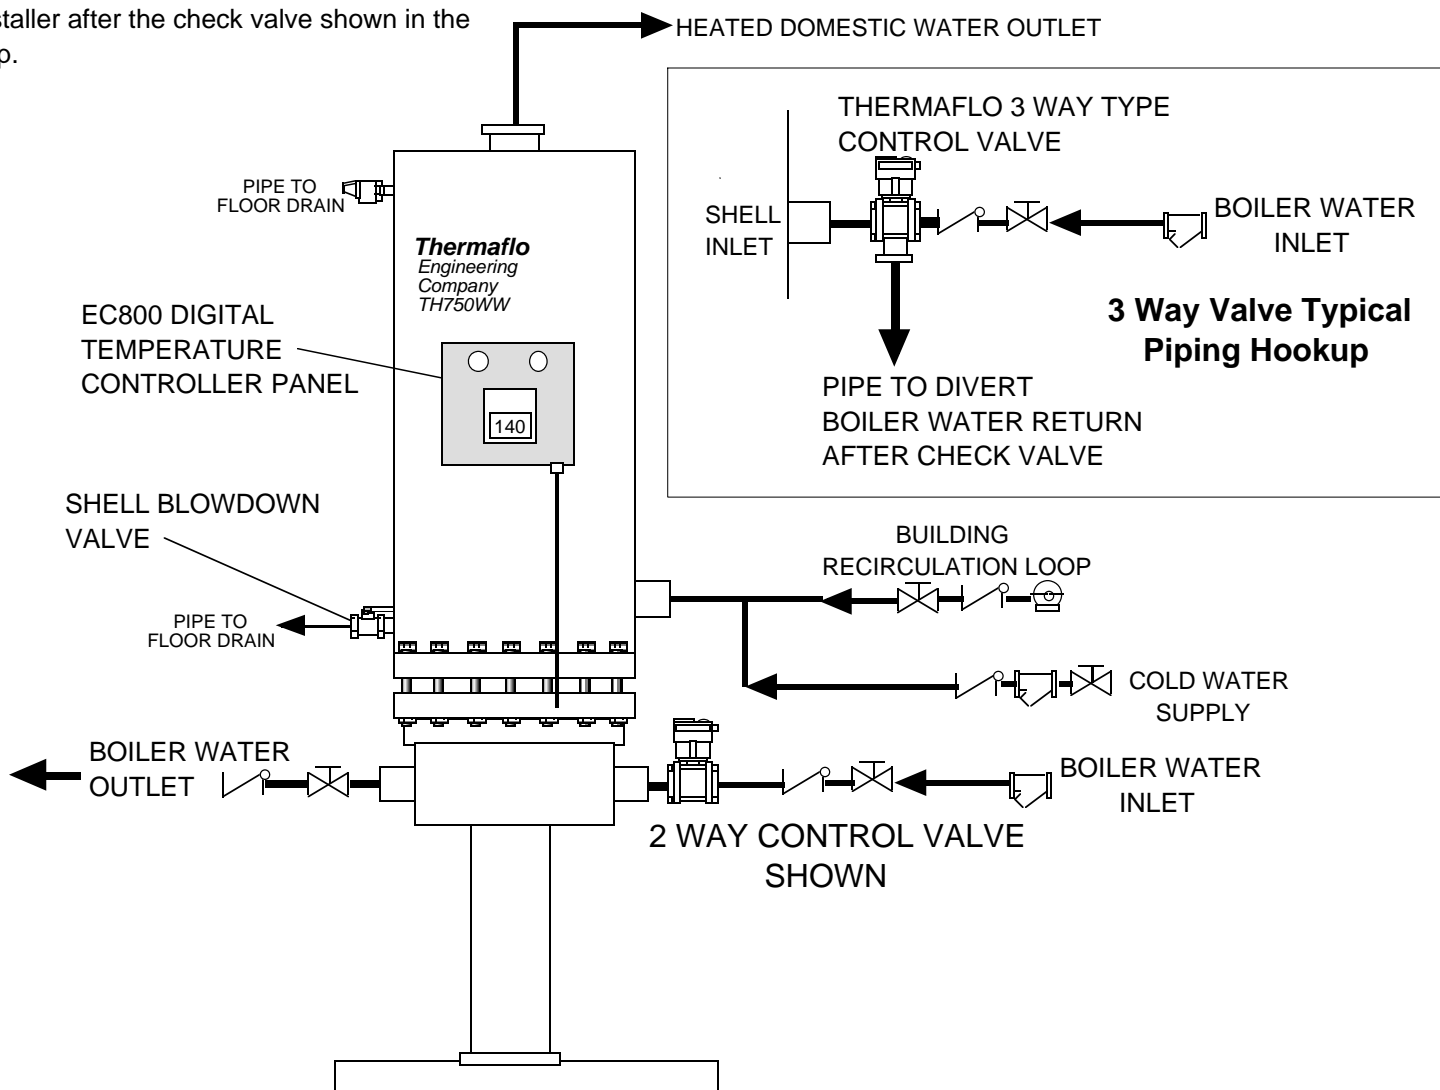 staller after the check valve shown in the
p.
HEATED DOMESTIC WATER OUTLET
THERMAFLO 3 WAY TYPE
CONTROL VALVE
SHELL
INLET
BOILER WATER
INLET
3 Way Valve Typical
Piping Hookup
PIPE TO DIVERT
BOILER WATER RETURN
AFTER CHECK VALVE
PIPE TO
FLOOR DRAIN
Thermaflo
Engineering
Company
TH750WW
EC800 DIGITAL
TEMPERATURE
CONTROLLER PANEL
140
SHELL BLOWDOWN
VALVE
PIPE TO
FLOOR DRAIN
BUILDING
RECIRCULATION LOOP
COLD WATER
SUPPLY
BOILER WATER
OUTLET
BOILER WATER
INLET
2 WAY CONTROL VALVE
SHOWN